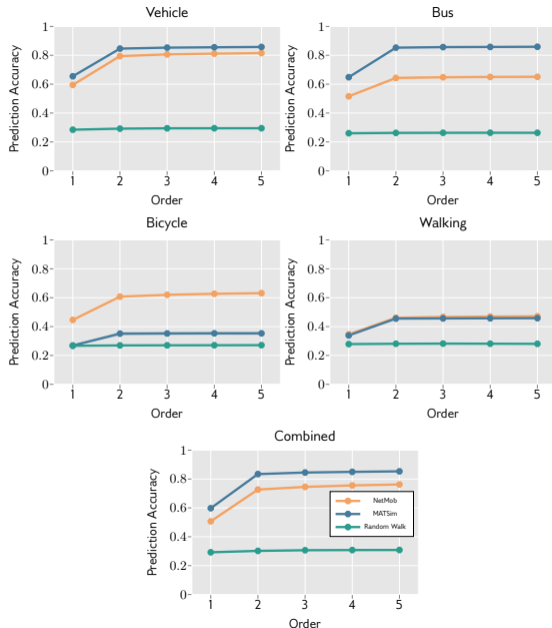 Vehicle
Prediction Accuracy
1
0.8
0.6
0.4
0.2
0
1 2 3 4 5
Order
Bus
Prediction Accuracy
1
0.8
0.6
0.4
0.2
0
1 2 3 4 5
Order
Bicycle
Prediction Accuracy
1
0.8
0.6
0.4
0.2
0
1 2 3 4 5
Order
Walking
Prediction Accuracy
1
0.8
0.6
0.4
0.2
0
1 2 3 4 5
Order
Combined
Prediction Accuracy
1
0.8
0.6
0.4
0.2
0
NetMob
MATSim
Random Walk
1 2 3 4 5
Order